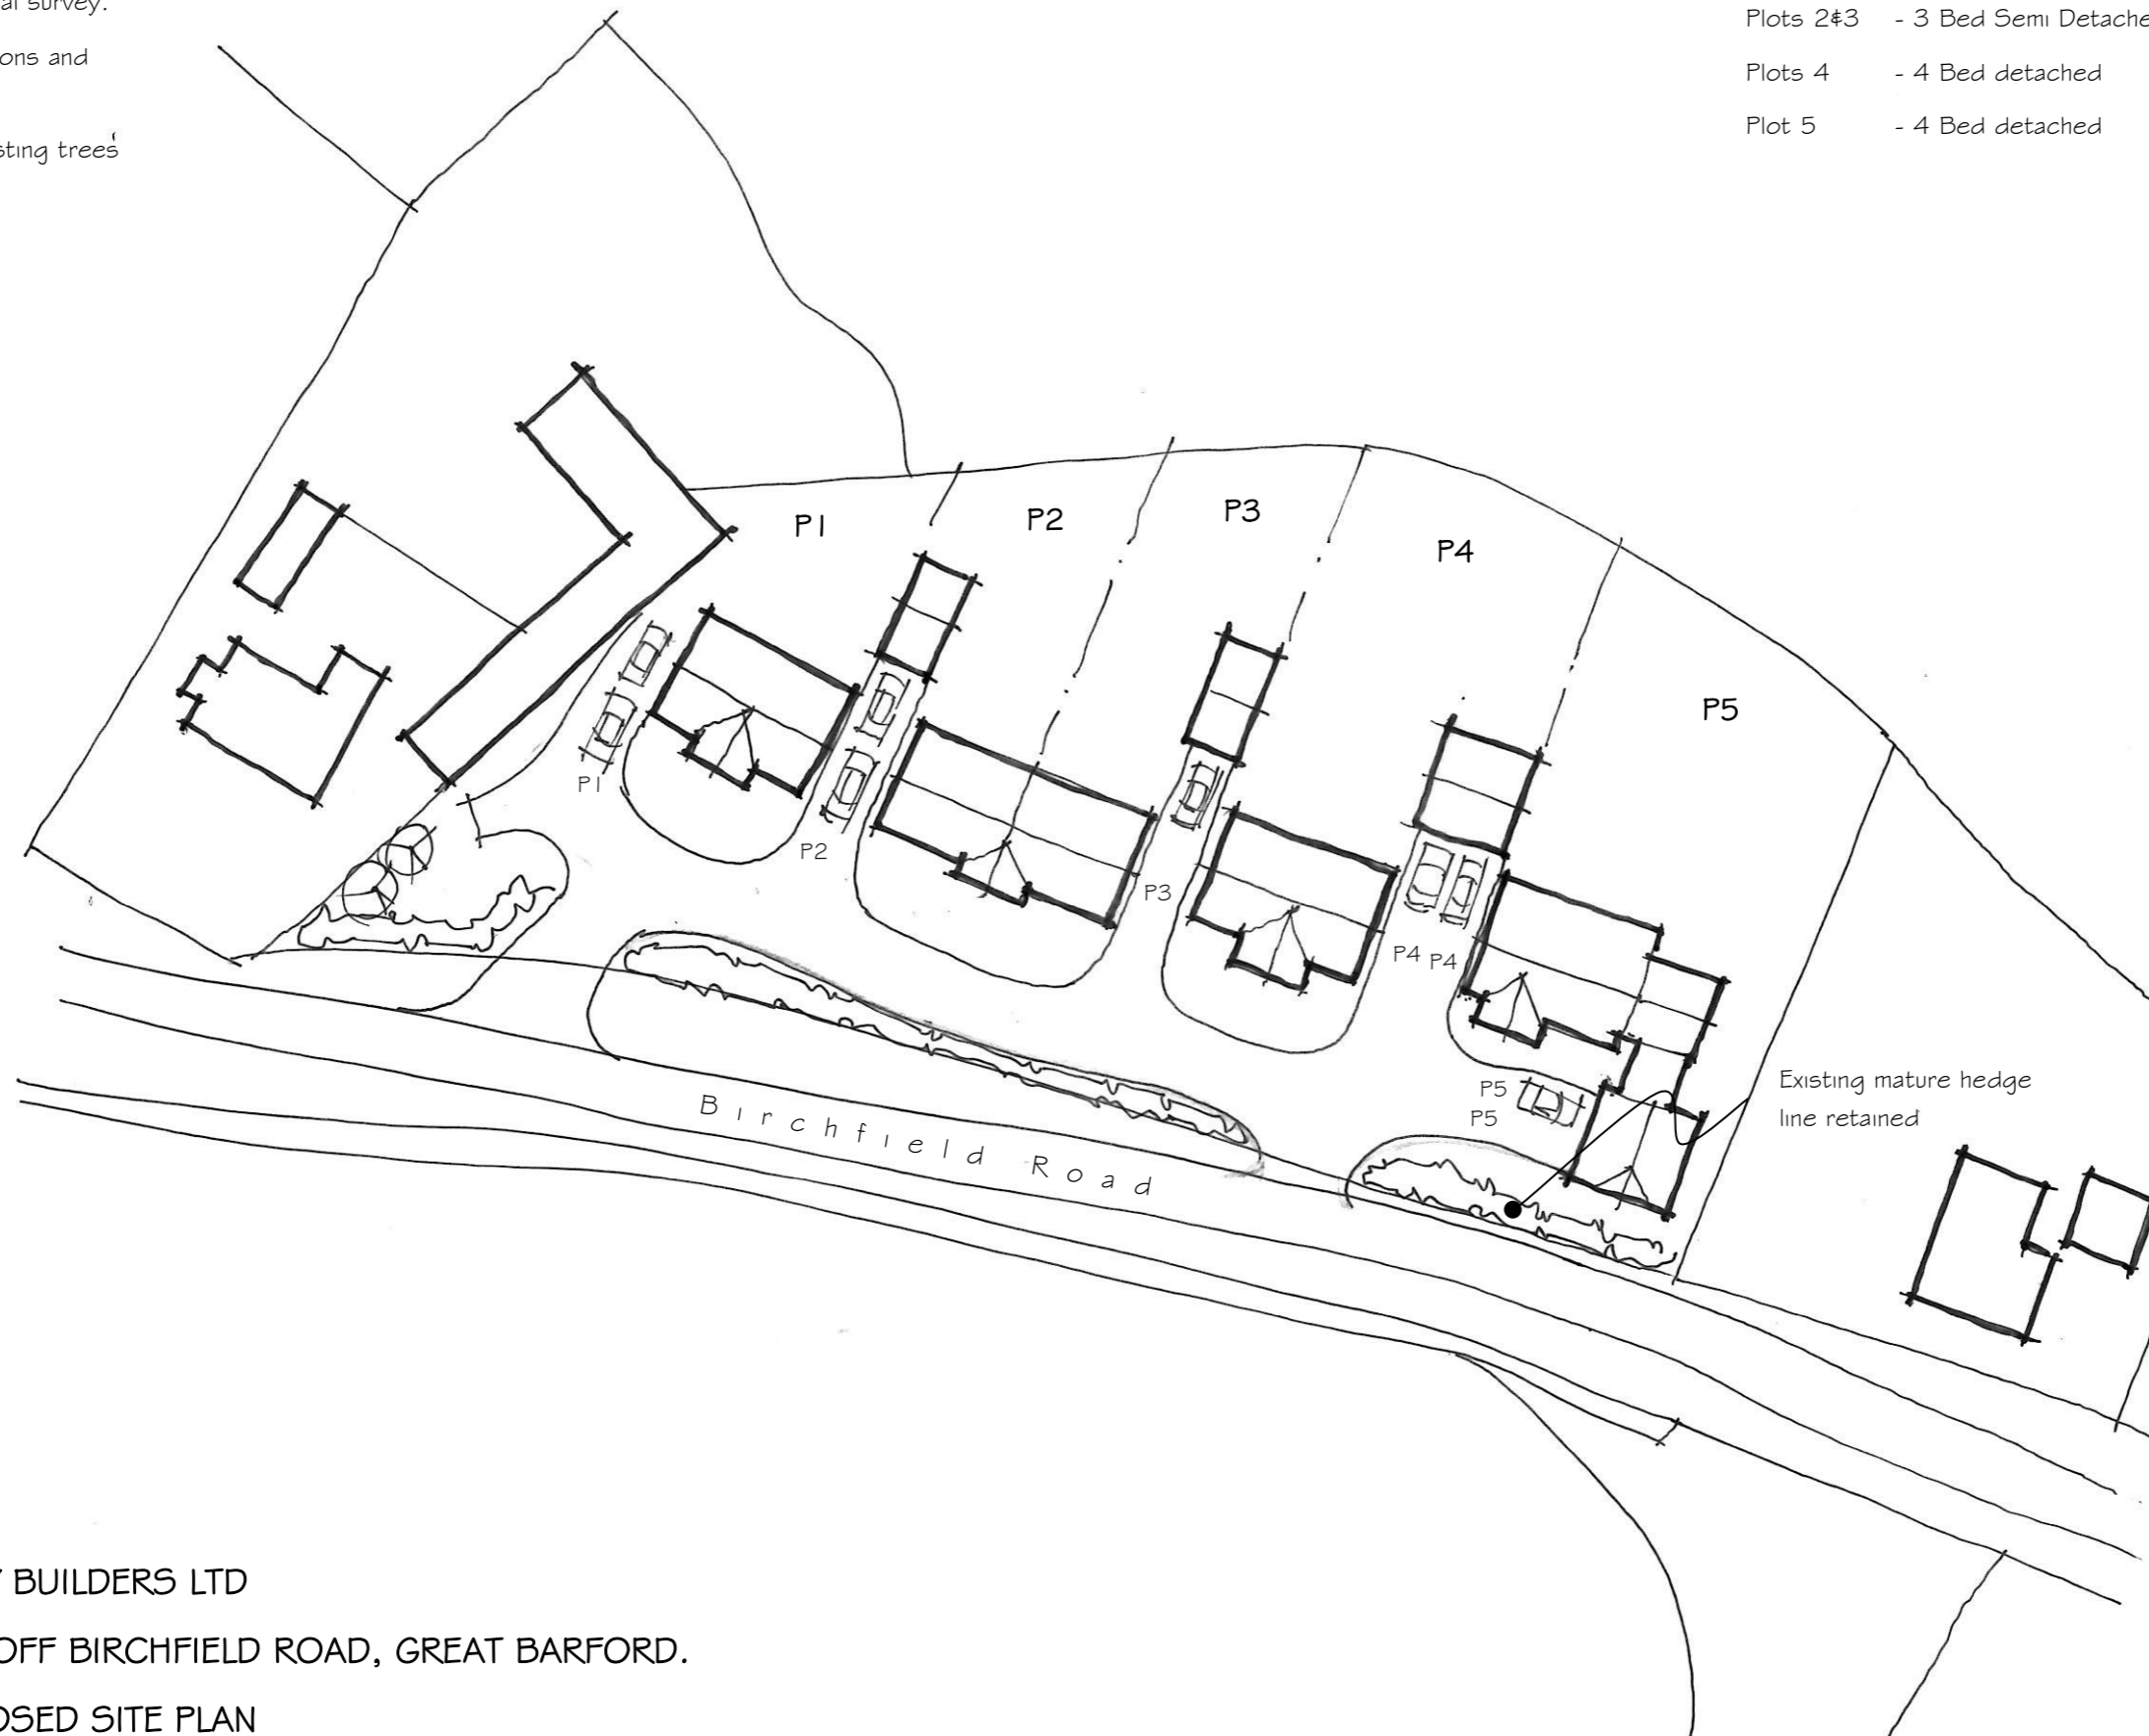 al survey.
ons and
sting trees'
Plots 2&3 - 3 Bed Semi Detache
Plots 4 - 4 Bed detached
Plot 5 - 4 Bed detached
P1
P2
P3
P4
P5
P1
P2
P3
P4 P4
P5
P5
Existing mature hedge
line retained
Birchfield Road
Y BUILDERS LTD
OFF BIRCHFIELD ROAD, GREAT BARFORD.
OSED SITE PLAN